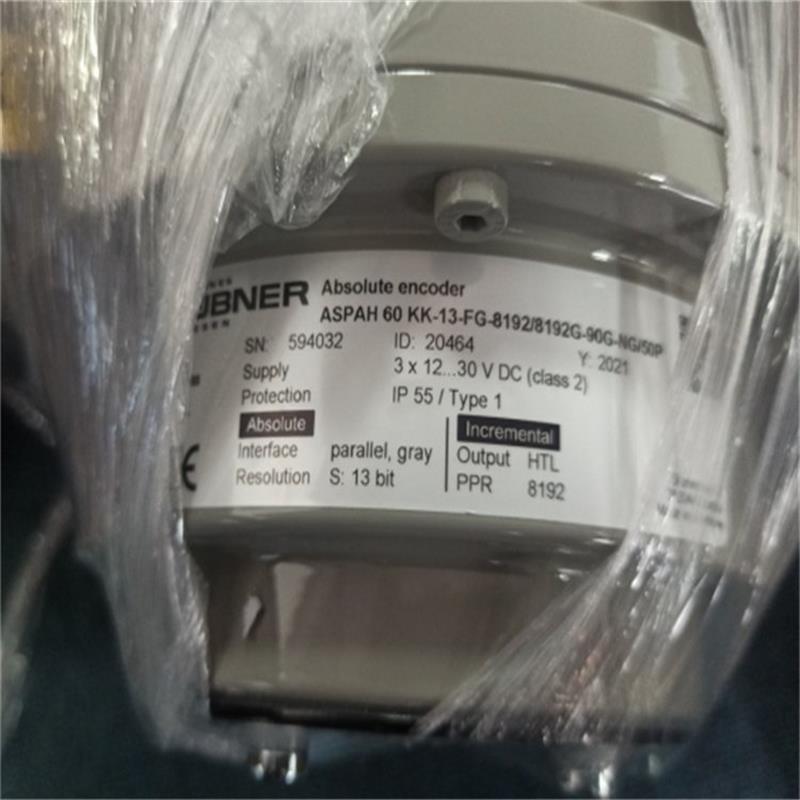 UBNER
Absolute encoder
ASPAH 60 KK-13-FG-8192/8192G-90G-NG/50P
SN: 594032 ID: 20464 Y: 2021
Supply 3 x 12...30 V DC (class 2)
Protection IP 55 / Type 1
Absolute Incremental
Interface parallel, gray Output HTL
Resolution S: 13 bit PPR 8192